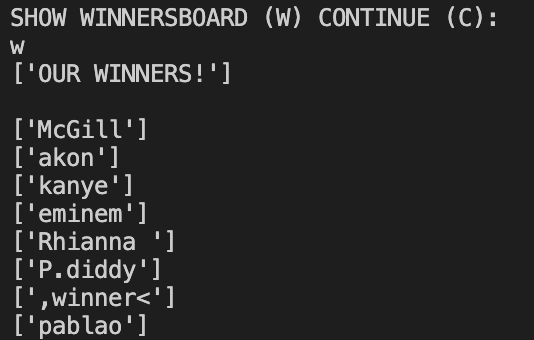 SHOW WINNERSBOARD (W) CONTINUE (C):
w
['OUR WINNERS!']
['McGill']
['akon']
['kanye']
['eminem']
['Rhianna ']
['P.diddy']
[',winner<']
['pablao']